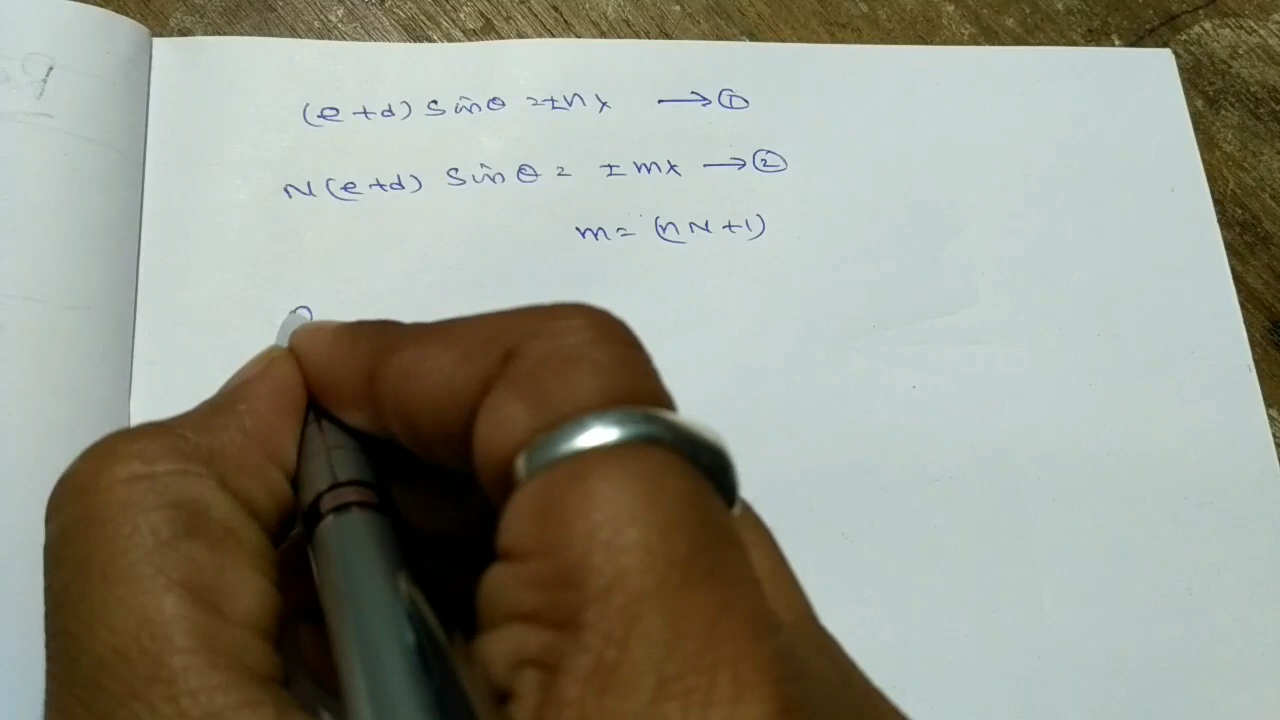 (e+d) Sinθ = ±nλ → ①
N(e+d) Sinθ = ±mλ → ②
m = (nN+1)